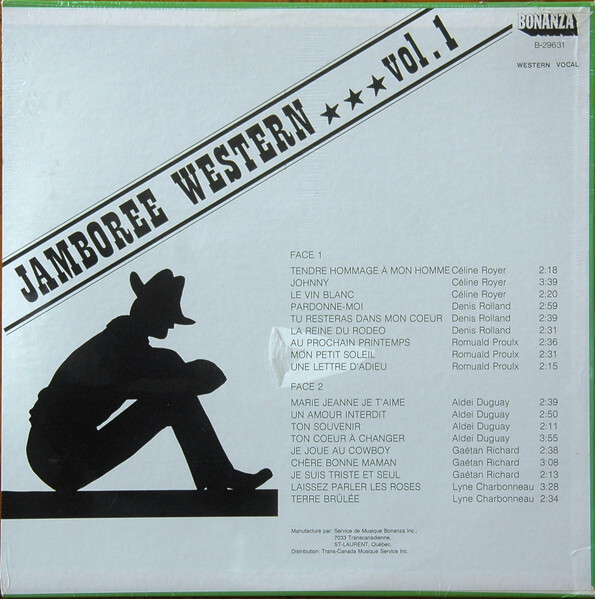 BONANZA
B-29631
WESTERN VOCAL
JAMBOREE WESTERN ★★★ vol. 1
FACE 1
TENDRE HOMMAGE À MON HOMME Céline Royer 2:18
JOHNNY Céline Royer 3:39
LE VIN BLANC Céline Royer 2:20
PARDONNE-MOI Denis Rolland 2:59
TU RESTERAS DANS MON COEUR Denis Rolland 2:39
LA REINE DU RODEO Denis Rolland 2:31
AU PROCHAIN PRINTEMPS Romuald Proulx 2:36
MON PETIT SOLEIL Romuald Proulx 2:31
UNE LETTRE D'ADIEU Romuald Proulx 2:15
FACE 2
MARIE JEANNE JE T'AIME Aldei Duguay 2:39
UN AMOUR INTERDIT Aldei Duguay 2:50
TON SOUVENIR Aldei Duguay 2:11
TON COEUR À CHANGER Aldei Duguay 3:55
JE JOUE AU COWBOY Gaétan Richard 2:38
CHÈRE BONNE MAMAN Gaétan Richard 3:08
JE SUIS TRISTE ET SEUL Gaétan Richard 2:13
LAISSEZ PARLER LES ROSES Lyne Charbonneau 3:28
TERRE BRÛLÉE Lyne Charbonneau 2:34
Manufacturé par: Service de Musique Bonanza Inc.,
7033 Transcanadienne,
ST-LAURENT, Québec.
Distribution: Trans-Canada Musique Service Inc.